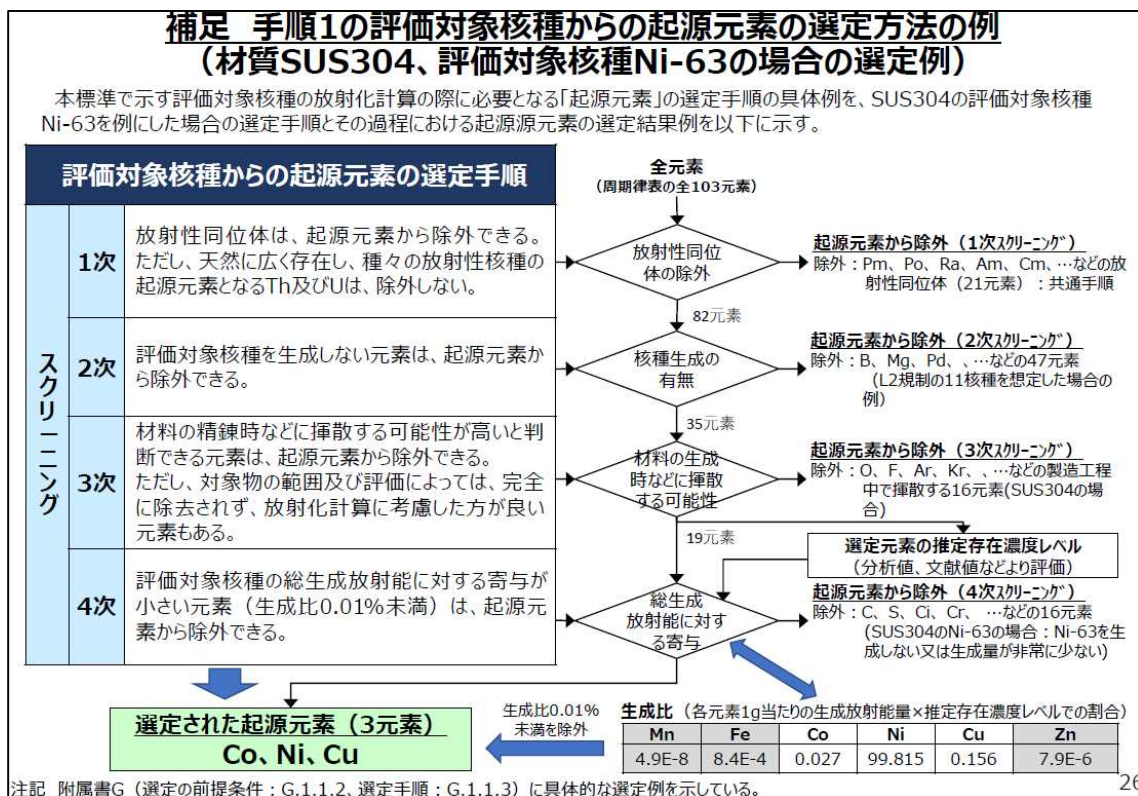 補足 手順1の評価対象核種からの起源元素の選定方法の例
(材質SUS304、評価対象核種Ni-63の場合の選定例)
本標準で示す評価対象核種の放射化計算の際に必要となる「起源元素」の選定手順の具体例を、SUS304の評価対象核種
Ni-63を例にした場合の選定手順とその過程における起源源元素の選定結果例を以下に示す。
評価対象核種からの起源元素の選定手順
スクリーニング
1次
放射性同位体は、起源元素から除外できる。
ただし、天然に広く存在し、種々の放射性核種の
起源元素となるTh及びUは、除外しない。
2次
評価対象核種を生成しない元素は、起源元素か
ら除外できる。
3次
材料の精錬時などに揮散する可能性が高いと判
断できる元素は、起源元素から除外できる。
ただし、対象物の範囲及び評価によっては、完全
に除去されず、放射化計算に考慮した方が良い
元素もある。
4次
評価対象核種の総生成放射能に対する寄与が
小さい元素(生成比0.01%未満)は、起源元
素から除外できる。
全元素
(周期律表の全103元素)
放射性同位
体の除外
起源元素から除外(1次スクリーニング)
除外:Pm、Po、Ra、Am、Cm、…などの放
射性同位体(21元素):共通手順
82元素
核種生成の
有無
起源元素から除外(2次スクリーニング)
除外:B、Mg、Pd、、…などの47元素
(L2規制の11核種を想定した場合の
例)
35元素
材料の生成
時などに揮散
する可能性
起源元素から除外(3次スクリーニング)
除外:O、F、Ar、Kr、、…などの製造工程
中で揮散する16元素(SUS304の場
合)
19元素
選定元素の推定存在濃度レベル
(分析値、文献値などより評価)
総生成
放射能に対す
る寄与
起源元素から除外(4次スクリーニング)
除外:C、S、Ci、Cr、 …などの16元素
(SUS304のNi-63の場合:Ni-63を生
成しない又は生成量が非常に少ない)
選定された起源元素(3元素)
Co、Ni、Cu
生成比0.01%
未満を除外
生成比(各元素1g当たりの生成放射能量×推定存在濃度レベルでの割合)
Mn Fe Co Ni Cu Zn
4.9E-8 8.4E-4 0.027 99.815 0.156 7.9E-6
注記 附属書G(選定の前提条件:G.1.1.2、選定手順:G.1.1.3)に具体的な選定例を示している。
26